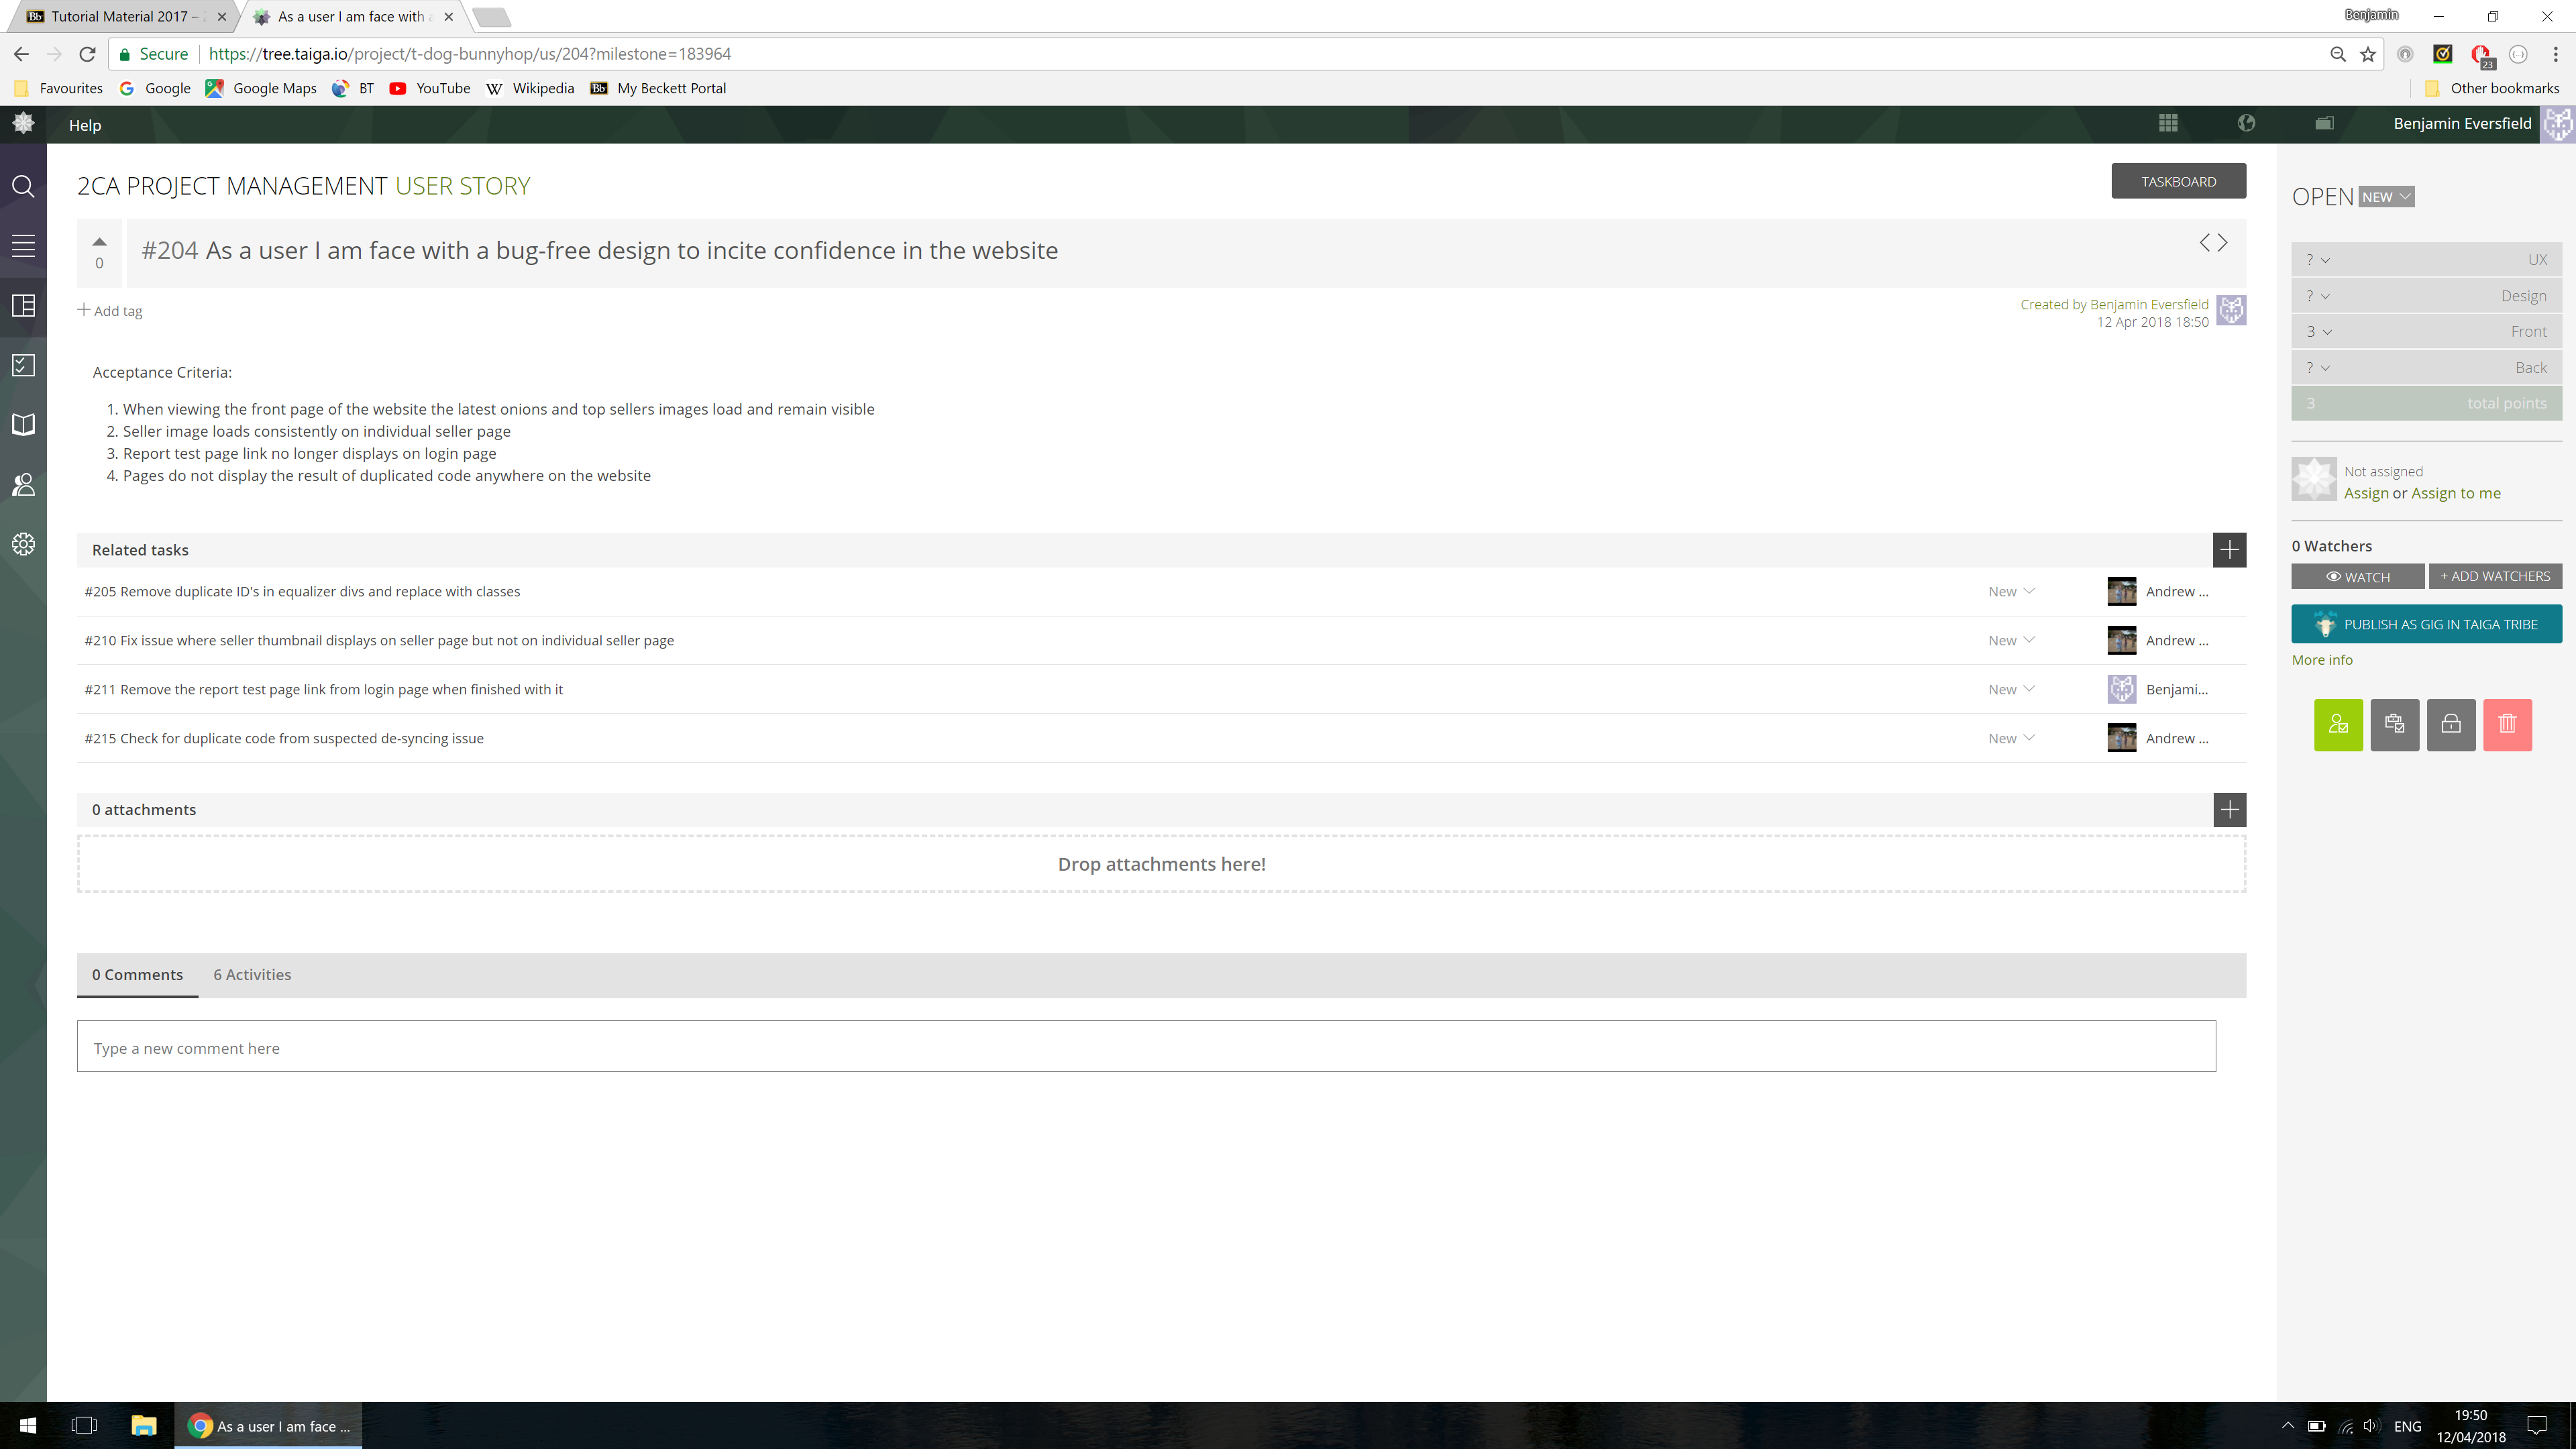 Tutorial Material 2017 –
As a user I am face with
Benjamin
Secure
https://tree.taiga.io/project/t-dog-bunnyhop/us/204?milestone=183964
23
Favourites
Google
Google Maps
BT
YouTube
Wikipedia
My Beckett Portal
Other bookmarks
Help
Benjamin Eversfield
2CA PROJECT MANAGEMENT USER STORY
TASKBOARD
0
#204 As a user I am face with a bug-free design to incite confidence in the website
Add tag
Created by Benjamin Eversfield
12 Apr 2018 18:50
Acceptance Criteria:
1. When viewing the front page of the website the latest onions and top sellers images load and remain visible
2. Seller image loads consistently on individual seller page
3. Report test page link no longer displays on login page
4. Pages do not display the result of duplicated code anywhere on the website
Related tasks
#205 Remove duplicate ID's in equalizer divs and replace with classes New Andrew ...
#210 Fix issue where seller thumbnail displays on seller page but not on individual seller page New Andrew ...
#211 Remove the report test page link from login page when finished with it New Benjami...
#215 Check for duplicate code from suspected de-syncing issue New Andrew ...
0 attachments
Drop attachments here!
0 Comments
6 Activities
Type a new comment here
OPEN NEW
? UX
? Design
3 Front
? Back
3 total points
Not assigned
Assign or Assign to me
0 Watchers
WATCH
+ ADD WATCHERS
PUBLISH AS GIG IN TAIGA TRIBE
More info
As a user I am face ...
ENG
19:50
12/04/2018